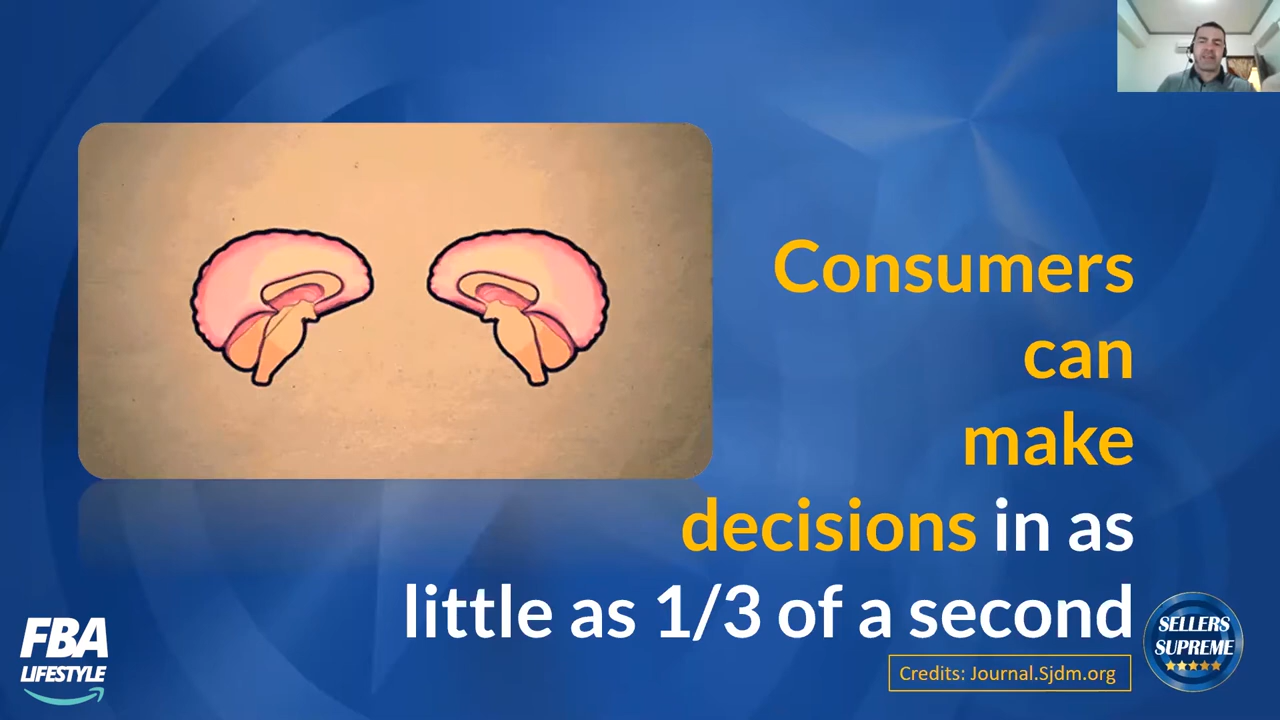 Consumers
can
make
decisions in as
little as 1/3 of a second
Credits: Journal.Sjdm.org
FBA
LIFESTYLE
SELLERS
SUPREME